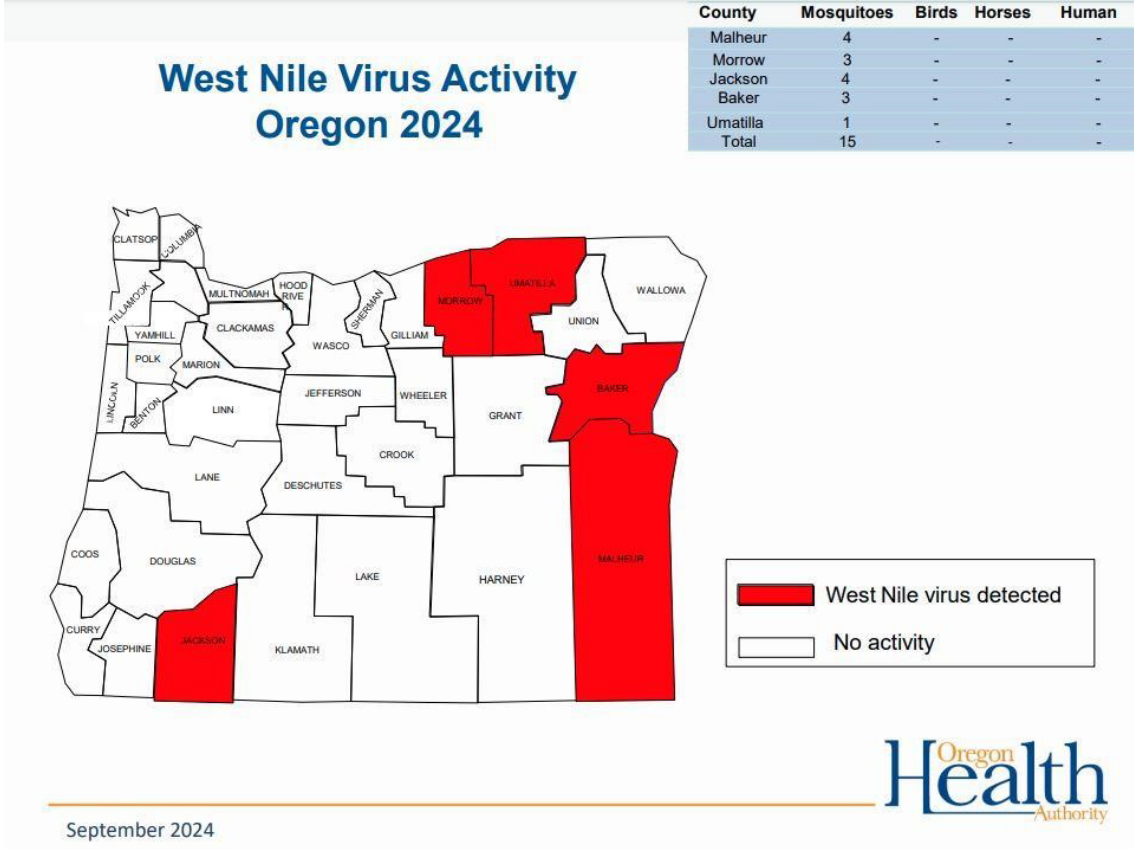 County Mosquitoes Birds Horses Human
Malheur 4 - - -
Morrow 3 - - -
Jackson 4 - - -
Baker 3 - - -
Umatilla 1 - - -
Total 15 - - -
West Nile Virus Activity
Oregon 2024
CLATSOP
COLUMBIA
TILLAMOOK
MULTNOMAH
HOOD
RIVE
R
SHERMAN
MORROW
UMATILLA
WALLOWA
UNION
YAMHILL
CLACKAMAS
WASCO
GILLIAM
POLK
MARION
LINCOLN
BENTON
LINN
JEFFERSON
WHEELER
GRANT
BAKER
CROOK
LANE
DESCHUTES
COOS
DOUGLAS
LAKE
HARNEY
MALHEUR
CURRY
JOSEPHINE
JACKSON
KLAMATH
West Nile virus detected
No activity
Oregon
Health
Authority
September 2024